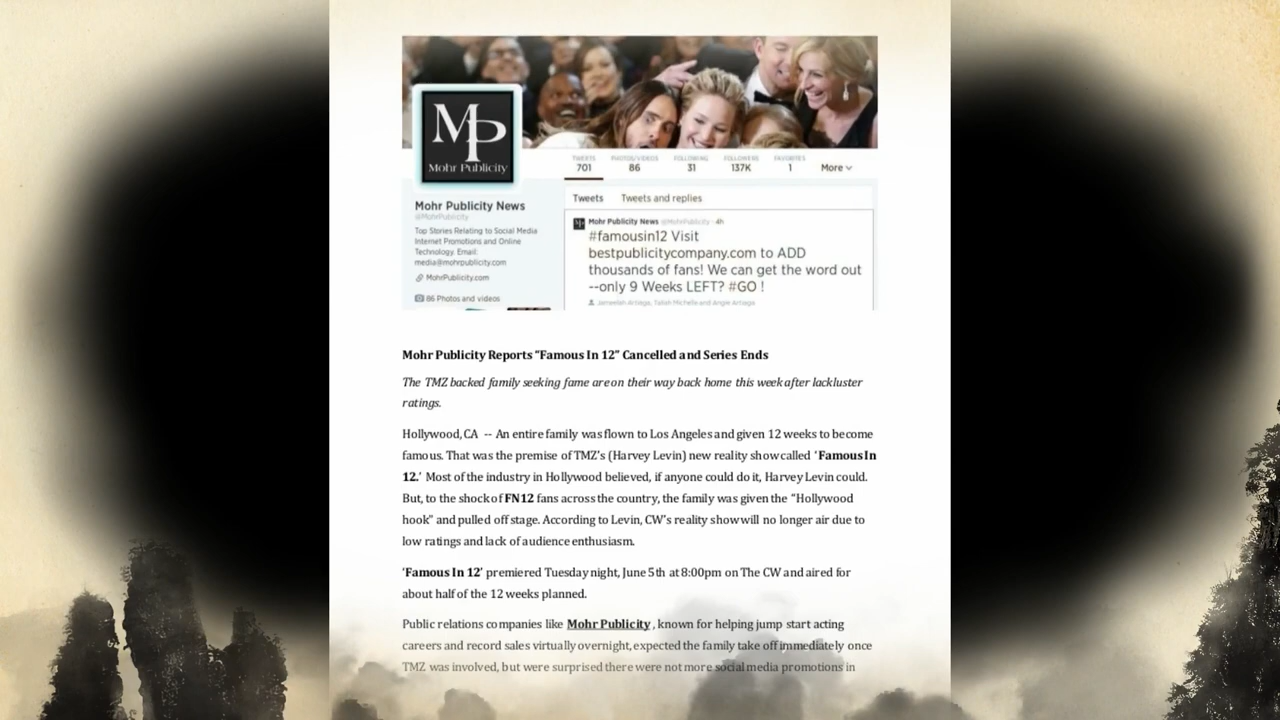 MP
Mohr Publicity
TWEETS PHOTOS/VIDEOS FOLLOWING FOLLOWERS FAVORITES
701 86 31 137K 1 More
Mohr Publicity News
@MohrPublicity
Top Stories Relating to Social Media
Internet Promotions and Online
Technology. Email:
media@mohrpublicity.com
MohrPublicity.com
86 Photos and videos
Tweets Tweets and replies
Mohr Publicity News @MohrPublicity · 4h
#famousin12 Visit
bestpublicitycompany.com to ADD
thousands of fans! We can get the word out
--only 9 Weeks LEFT? #GO !
Jameelah Artiaga, Taliah Michelle and Angie Artiaga
Mohr Publicity Reports "Famous In 12" Cancelled and Series Ends
The TMZ backed family seeking fame are on their way back home this week after lackluster
ratings.
Hollywood, CA -- An entire family was flown to Los Angeles and given 12 weeks to become
famous. That was the premise of TMZ's (Harvey Levin) new reality show called 'Famous In
12.' Most of the industry in Hollywood believed, if anyone could do it, Harvey Levin could.
But, to the shock of FN12 fans across the country, the family was given the "Hollywood
hook" and pulled off stage. According to Levin, CW's reality show will no longer air due to
low ratings and lack of audience enthusiasm.
'Famous In 12' premiered Tuesday night, June 5th at 8:00pm on The CW and aired for
about half of the 12 weeks planned.
Public relations companies like Mohr Publicity , known for helping jump start acting
careers and record sales virtually overnight, expected the family take off immediately once
TMZ was involved, but were surprised there were not more social media promotions in